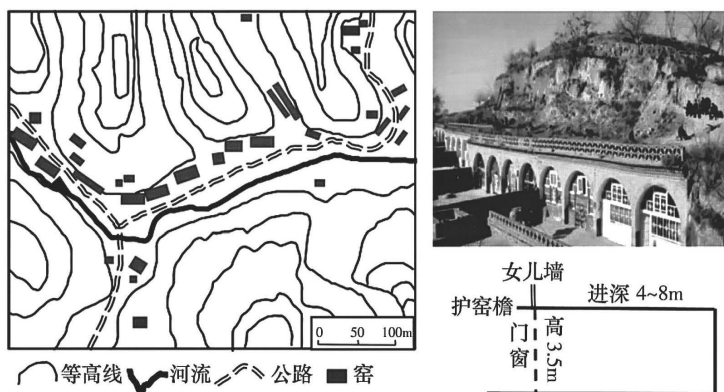 0 50 100m
等高线 河流 公路 窑
女儿墙
护窑檐 进深 4~8m
门窗
高 3.5m